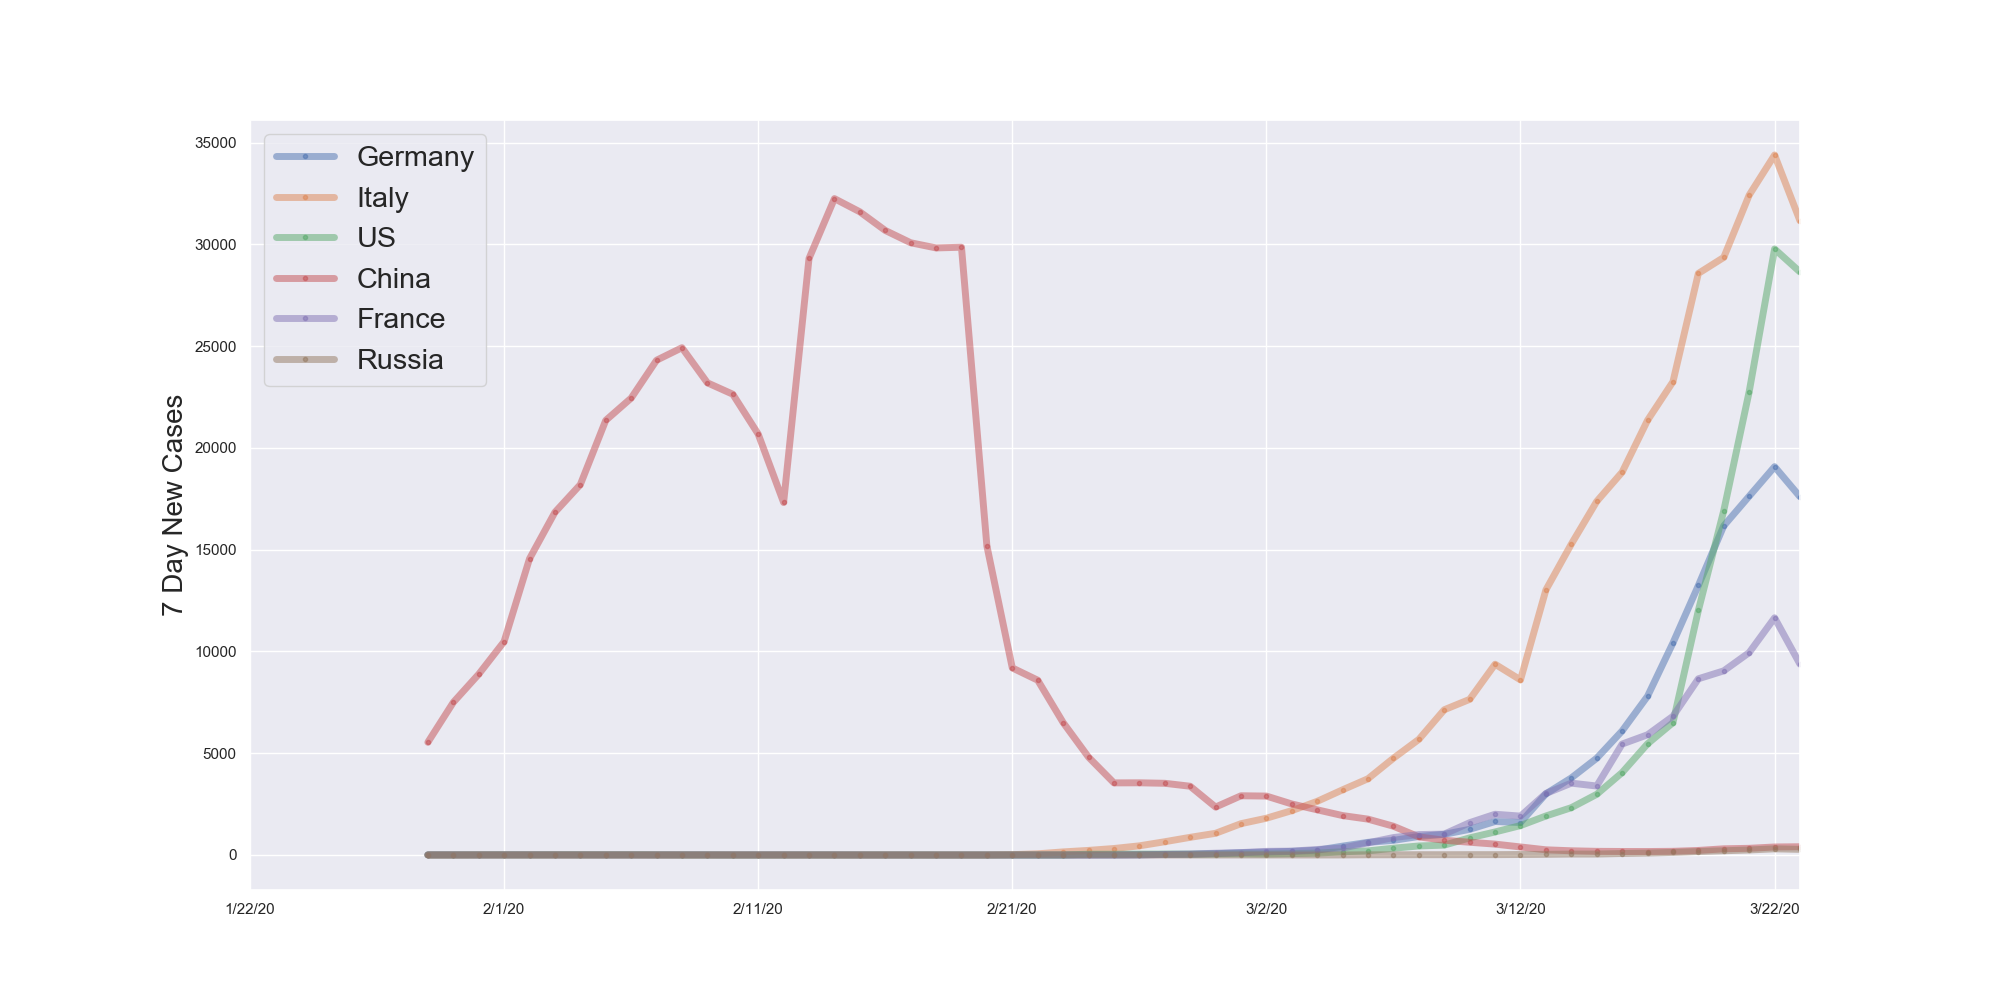 35000
30000
25000
20000
15000
10000
5000
0
7 Day New Cases
Germany
Italy
US
China
France
Russia
1/22/20
2/1/20
2/11/20
2/21/20
3/2/20
3/12/20
3/22/20